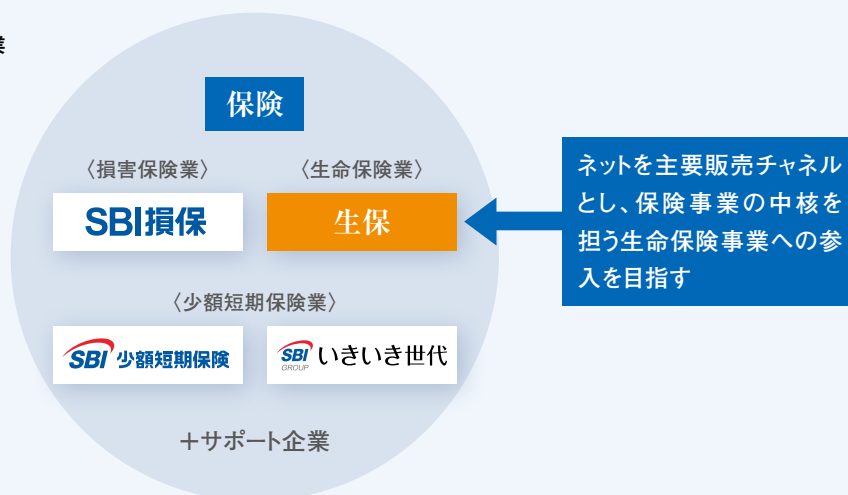 業
保険
〈損害保険業〉
〈生命保険業〉
SBI損保
生保
ネットを主要販売チャネル
とし、保険事業の中核を
担う生命保険事業への参
入を目指す
〈少額短期保険業〉
SBI少額短期保険
SBI GROUP いきいき世代
＋サポート企業